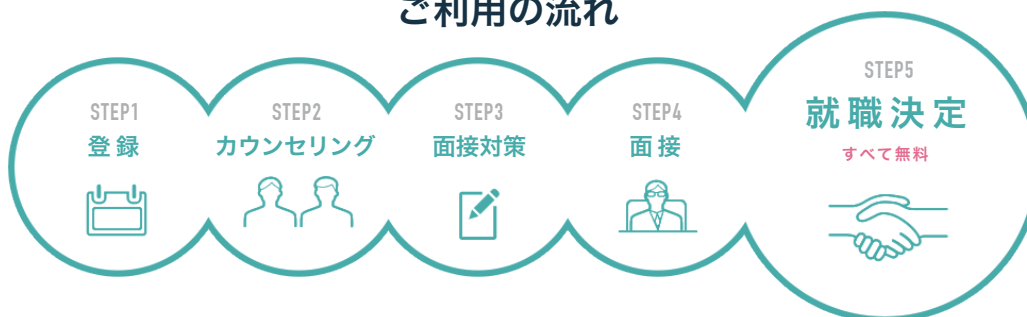 ご利用の流れ
STEP1
登録
STEP2
カウンセリング
STEP3
面接対策
STEP4
面接
STEP5
就職決定
すべて無料